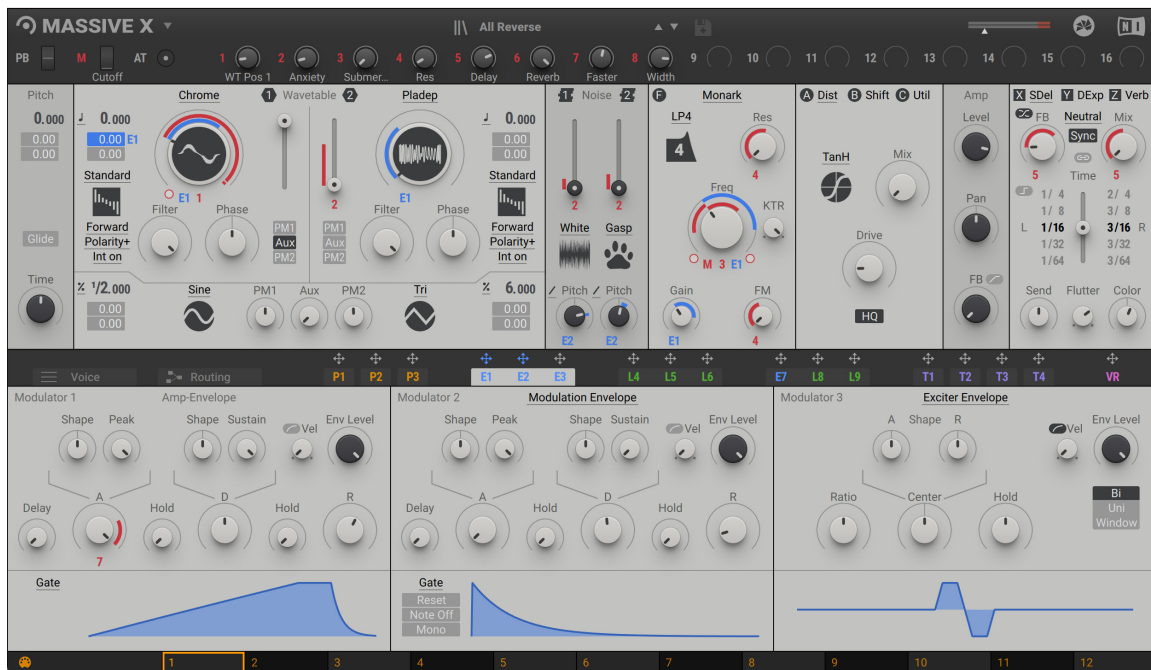 MASSIVE X All Reverse
PB M AT 1 2 3 4 5 6 7 8 9 10 11 12 13 14 15 16
Cutoff WT Pos 1 Anxiety Submer... Res Delay Reverb Faster Width
Pitch Chrome 1 Wavetable 2 Pladep 1 Noise 2 F Monark A Dist B Shift C Util Amp X SDel Y DExp Z Verb
0.000 0.000 0.000 LP4 Res Level FB Neutral Mix
0.00 0.00 E1 0.00 4 Sync
0.00 0.00 0.00 TanH Mix
Standard E1 1 2 E1 Standard 2 2 4 5 Time 5
Filter Phase Filter Phase Freq KTR Pan 1/ 4 2/ 4
Forward PM1 PM1 Forward White Gasp 1/ 8 3/ 8
Glide Polarity+ Aux Aux Polarity+ Drive L 1/16 3/16 R
Int on PM2 PM2 Int on M 3 E1 1/32 3/32
1/64 3/64
Time 1/2.000 Sine PM1 Aux PM2 Tri 6.000 Pitch Pitch Gain FM FB Send Flutter Color
0.00 0.00 HQ
0.00 0.00 E2 E2 E1 4
Voice Routing P1 P2 P3 E1 E2 E3 L4 L5 L6 E7 L8 L9 T1 T2 T3 T4 VR
Modulator 1 Amp-Envelope Modulator 2 Modulation Envelope Modulator 3 Exciter Envelope
Shape Peak Shape Sustain Vel Env Level Shape Peak Shape Sustain Vel Env Level A Shape R Vel Env Level
Delay A Hold D Hold R Delay A Hold D Hold R Ratio Center Hold Bi
Uni
Window
7
Gate Gate
Reset
Note Off
Mono
1 2 3 4 5 6 7 8 9 10 11 12